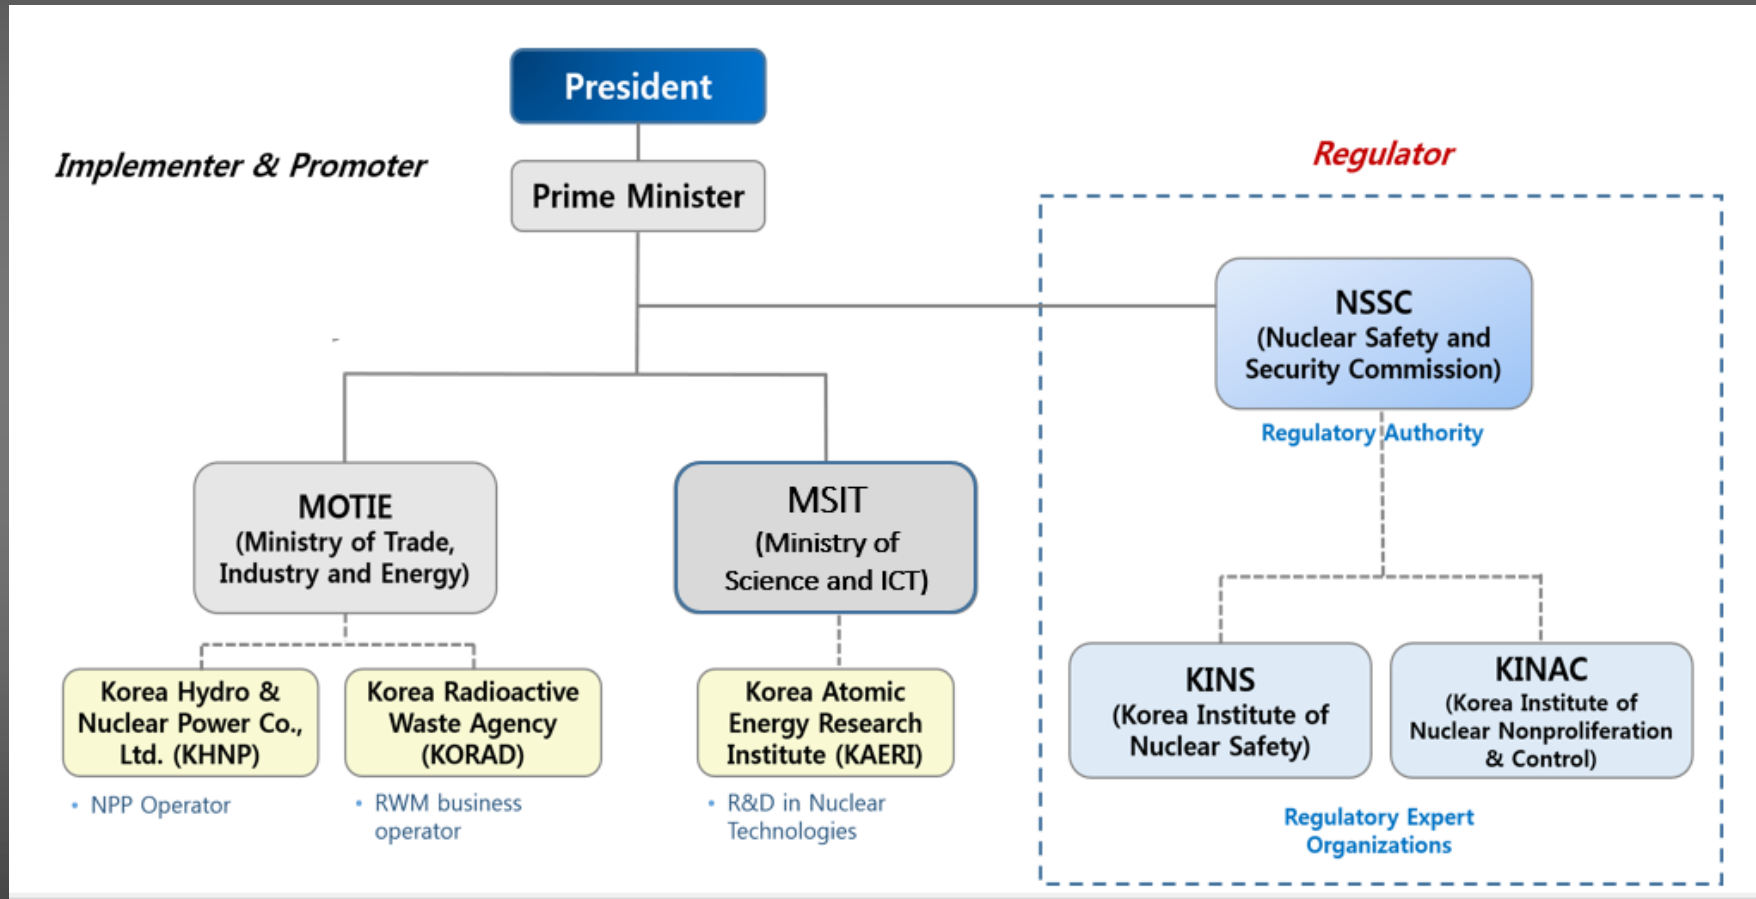 President
Implementer & Promoter
Regulator
Prime Minister
NSSC
(Nuclear Safety and
Security Commission)
Regulatory Authority
MOTIE
(Ministry of Trade,
Industry and Energy)
MSIT
(Ministry of
Science and ICT)
Korea Hydro &
Nuclear Power Co.,
Ltd. (KHNP)
• NPP Operator
Korea Radioactive
Waste Agency
(KORAD)
• RWM business
operator
Korea Atomic
Energy Research
Institute (KAERI)
• R&D in Nuclear
Technologies
KINS
(Korea Institute of
Nuclear Safety)
KINAC
(Korea Institute of
Nuclear Nonproliferation
& Control)
Regulatory Expert
Organizations